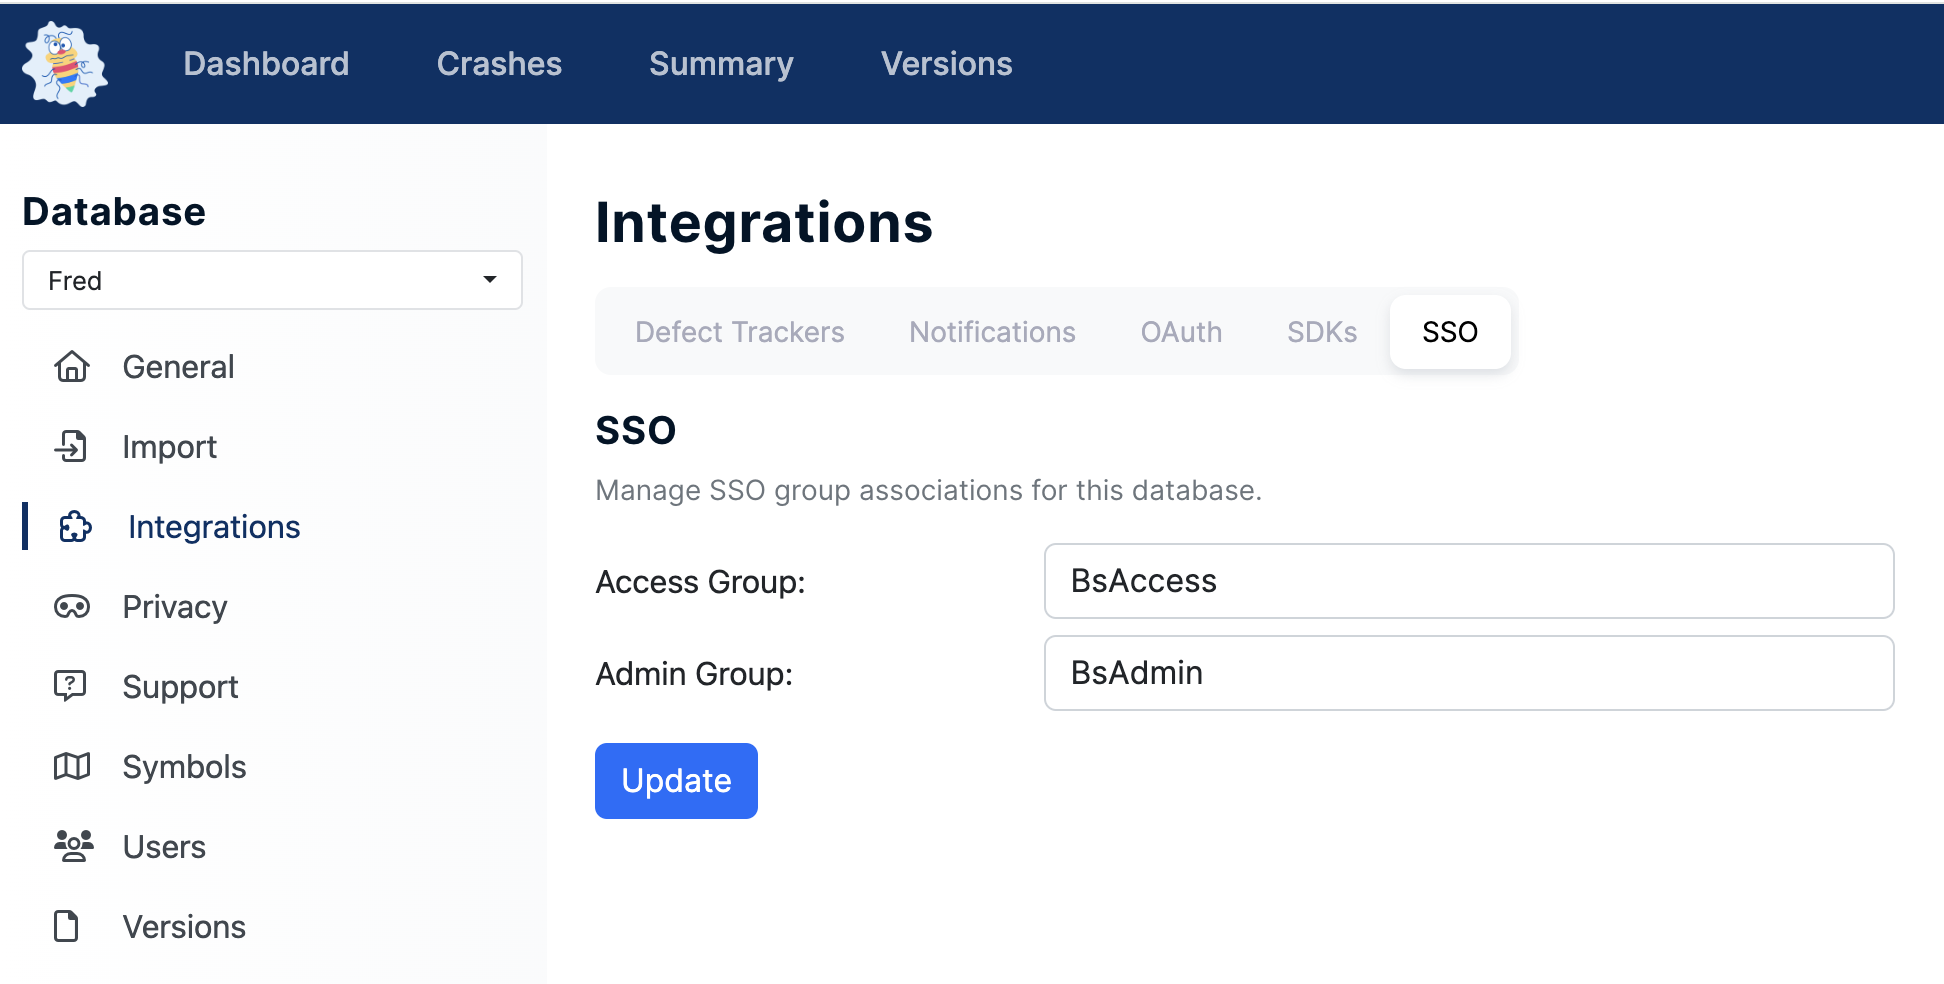 Dashboard Crashes Summary Versions
Database
Fred
General
Import
Integrations
Privacy
Support
Symbols
Users
Versions
Integrations
Defect Trackers Notifications OAuth SDKs SSO
SSO
Manage SSO group associations for this database.
Access Group: BsAccess
Admin Group: BsAdmin
Update